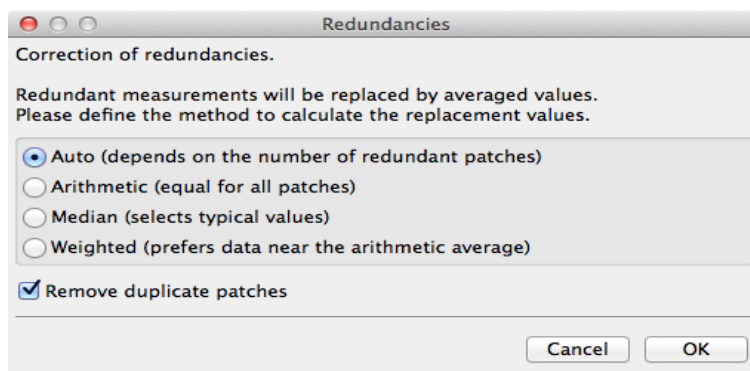 Redundancies
Correction of redundancies.
Redundant measurements will be replaced by averaged values.
Please define the method to calculate the replacement values.
Auto (depends on the number of redundant patches)
Arithmetic (equal for all patches)
Median (selects typical values)
Weighted (prefers data near the arithmetic average)
Remove duplicate patches
Cancel OK